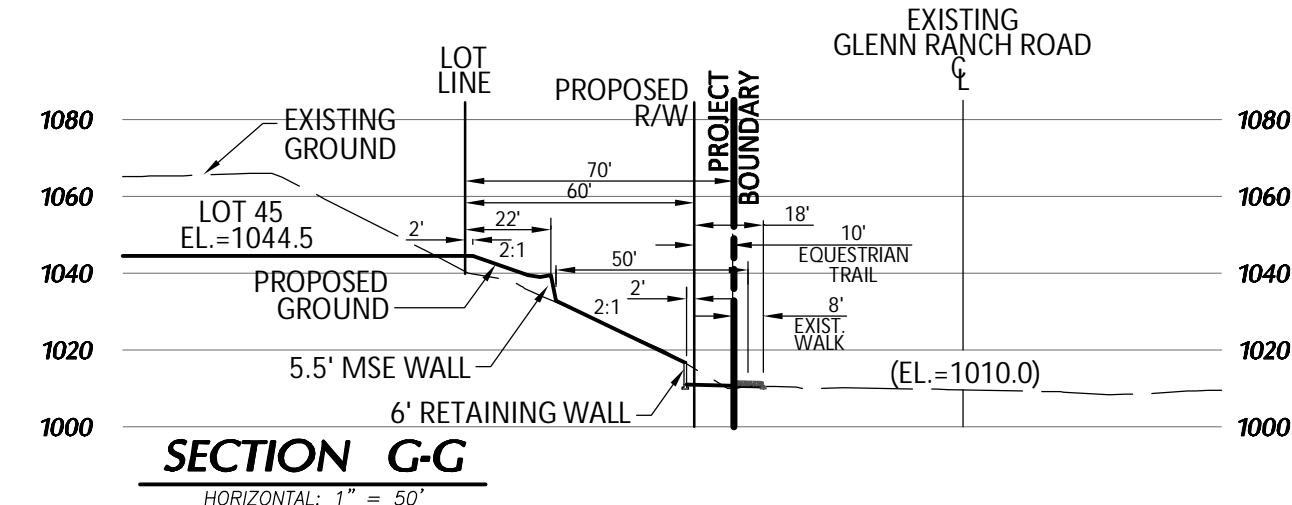 EXISTING
GLENN RANCH ROAD
℄
LOT
LINE
PROPOSED
R/W
PROJECT
BOUNDARY
1080
1080
EXISTING
GROUND
70'
1060
60'
1060
LOT 45
EL.=1044.5
2'
22'
18'
10'
EQUESTRIAN
TRAIL
2:1
50'
1040
1040
PROPOSED
GROUND
2'
2:1
8'
EXIST.
WALK
1020
1020
5.5' MSE WALL
(EL.=1010.0)
6' RETAINING WALL
1000
1000
SECTION G-G
HORIZONTAL: 1" = 50'